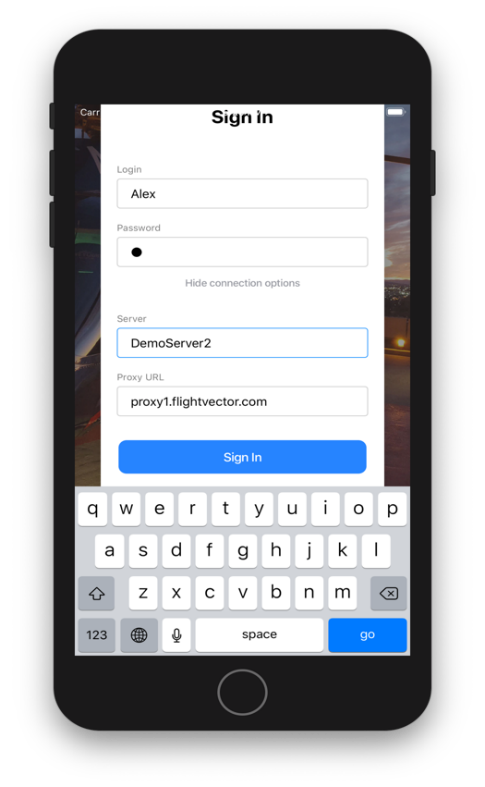 Carr
Sign in
Login
Alex
Password
Hide connection options
Server
DemoServer2
Proxy URL
proxy1.flightvector.com
Sign In
q w e r t y u i o p
a s d f g h j k l
z x c v b n m
123 space go